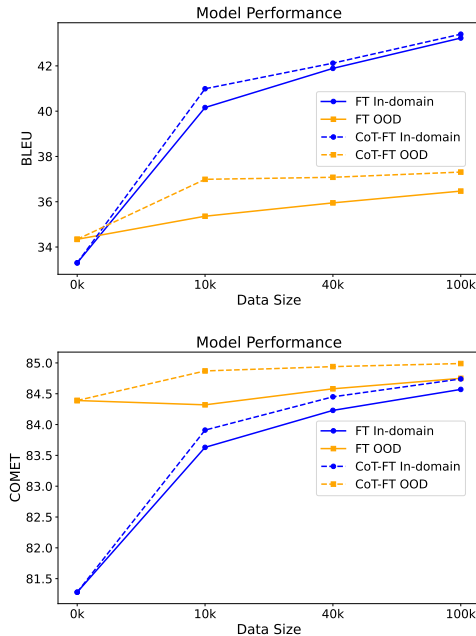 Model Performance
42
40
38
36
34
BLEU
FT In-domain
FT OOD
CoT-FT In-domain
CoT-FT OOD
0k 10k 40k 100k
Data Size
Model Performance
85.0
84.5
84.0
83.5
83.0
82.5
82.0
81.5
COMET
FT In-domain
FT OOD
CoT-FT In-domain
CoT-FT OOD
0k 10k 40k 100k
Data Size